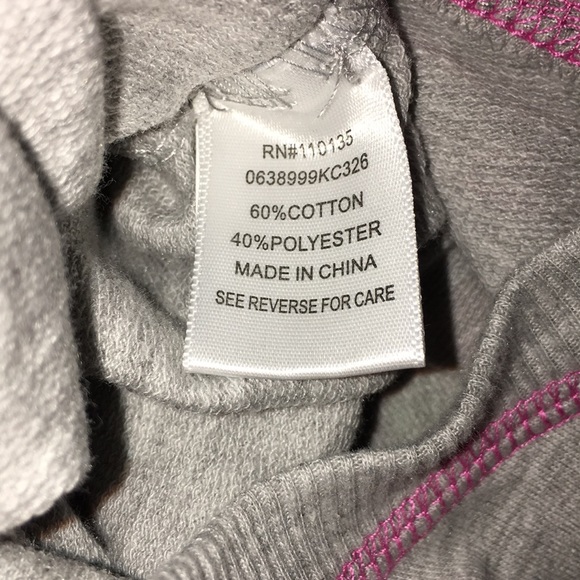 RN#110135
0638999KC326
60%COTTON
40%POLYESTER
MADE IN CHINA
SEE REVERSE FOR CARE